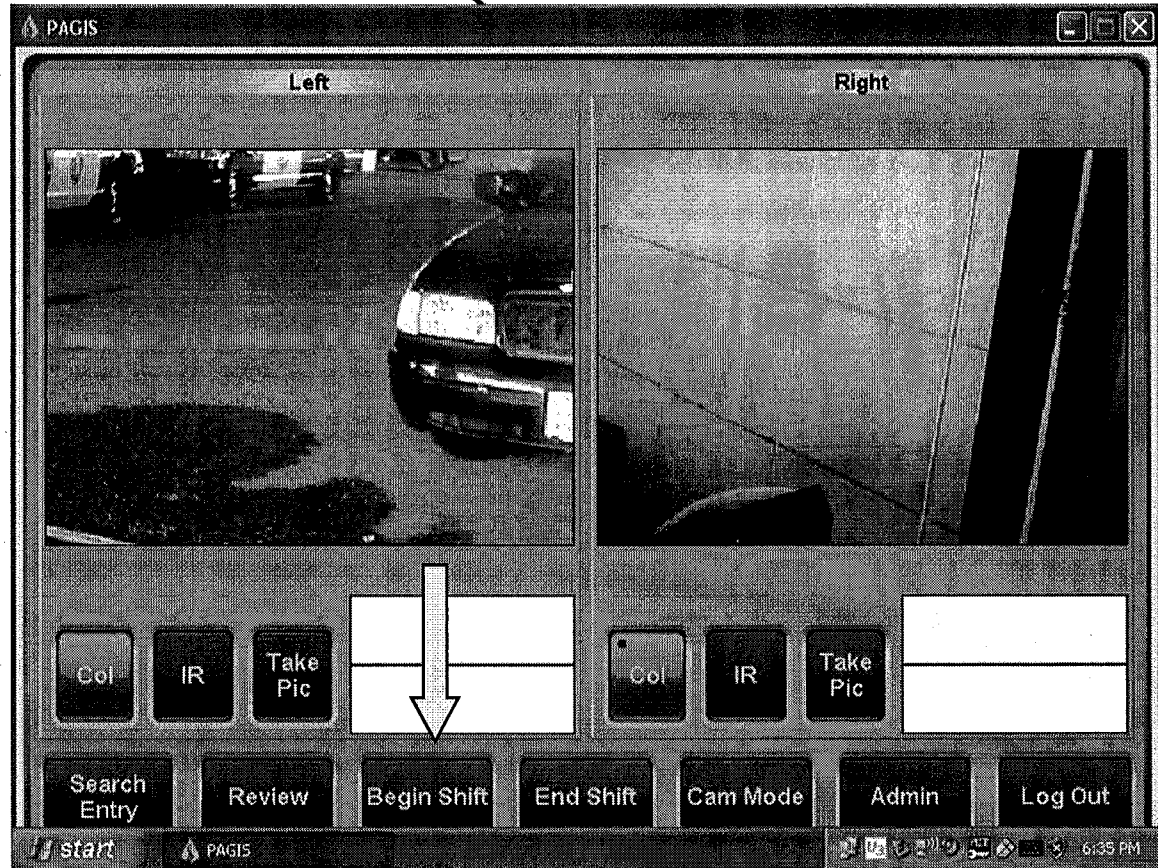 PAGIS
Left
Right
Col
IR
Take
Pic
Col
IR
Take
Pic
Search
Entry
Review
Begin Shift
End Shift
Cam Mode
Admin
Log Out
start
PAGIS
6:35 PM